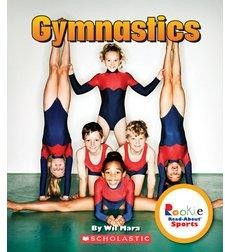 Gymnastics
By Wil Mara
SCHOLASTIC
Rookie
Read-About®
Sports